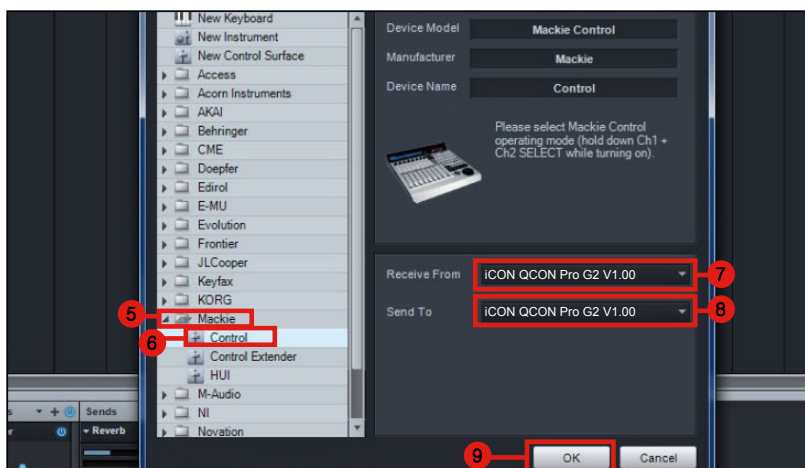 New Keyboard
New Instrument
New Control Surface
Access
Acorn Instruments
AKAI
Behringer
CME
Doepfer
Edirol
E-MU
Evolution
Frontier
JLCooper
Keyfax
KORG
5
Mackie
6
Control
Control Extender
HUI
M-Audio
NI
Novation
Device Model
Mackie Control
Manufacturer
Mackie
Device Name
Control
Please select Mackie Control
operating mode (hold down Ch1 +
Ch2 SELECT while turning on).
Receive From
iCON QCON Pro G2 V1.00
7
Send To
iCON QCON Pro G2 V1.00
8
9
OK
Cancel
Sends
Reverb